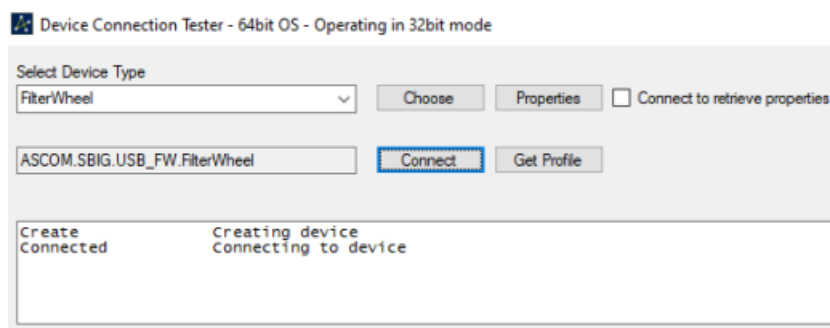 Device Connection Tester - 64bit OS - Operating in 32bit mode
Select Device Type
FilterWheel Choose Properties Connect to retrieve properties
ASCOM.SBIG.USB_FW.FilterWheel Connect Get Profile
Create Creating device
Connected Connecting to device